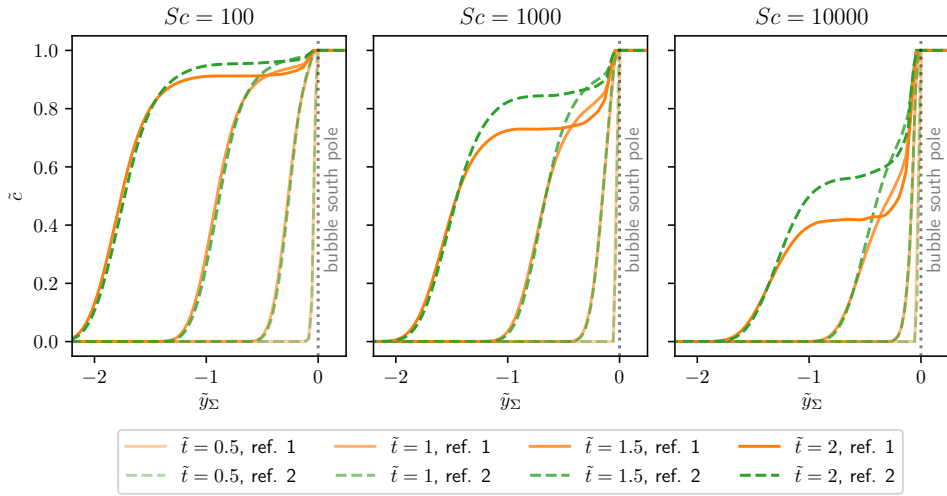 Sc = 100
Sc = 1000
Sc = 10000
1.0
0.8
0.6
0.4
0.2
0.0
c̃
bubble south pole
bubble south pole
bubble south pole
−2
−1
0
−2
−1
0
−2
−1
0
ỹ_Σ
ỹ_Σ
ỹ_Σ
t̃ = 0.5, ref. 1
t̃ = 1, ref. 1
t̃ = 1.5, ref. 1
t̃ = 2, ref. 1
t̃ = 0.5, ref. 2
t̃ = 1, ref. 2
t̃ = 1.5, ref. 2
t̃ = 2, ref. 2